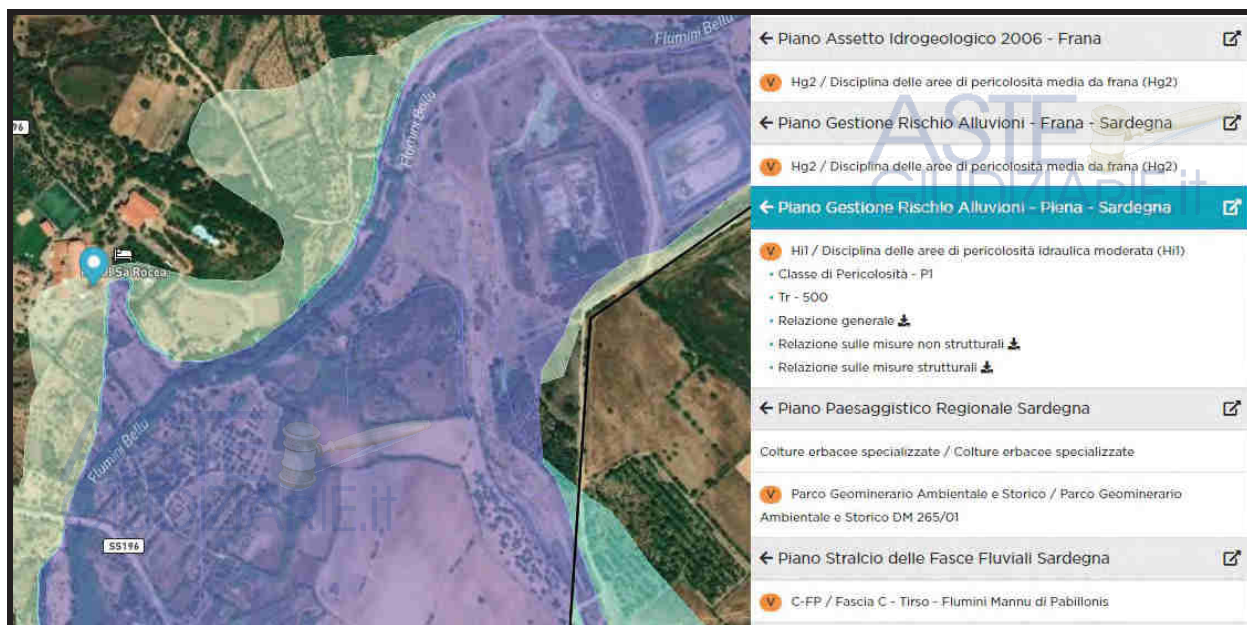 Flumini Bellu
Flumini Bellu
96
Sa Rocca
Flumini Bellu
SS196
← Piano Assetto Idrogeologico 2006 - Frana
V Hg2 / Disciplina delle aree di pericolosità media da frana (Hg2)
← Piano Gestione Rischio Alluvioni - Frana - Sardegna
V Hg2 / Disciplina delle aree di pericolosità media da frana (Hg2)
← Piano Gestione Rischio Alluvioni - Piena - Sardegna
V Hi1 / Disciplina delle aree di pericolosità idraulica moderata (Hi1)
• Classe di Pericolosità - P1
• Tr - 500
• Relazione generale
• Relazione sulle misure non strutturali
• Relazione sulle misure strutturali
← Piano Paesaggistico Regionale Sardegna
Colture erbacee specializzate / Colture erbacee specializzate
V Parco Geominerario Ambientale e Storico / Parco Geominerario
Ambientale e Storico DM 265/01
← Piano Stralcio delle Fasce Fluviali Sardegna
V C-FP / Fascia C - Tirso - Flumini Mannu di Pabillonis
ASTE
GIUDIZIARIE.it